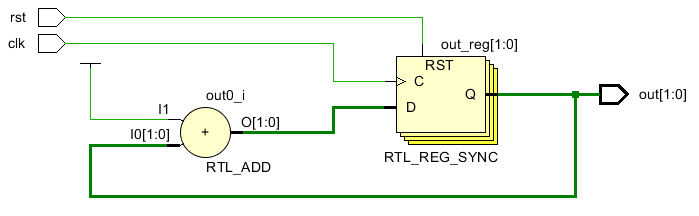 rst
out_reg[1:0]
clk
RST
C
out0_i
Q
out[1:0]
I1
D
O[1:0]
+
I0[1:0]
RTL_REG_SYNC
RTL_ADD